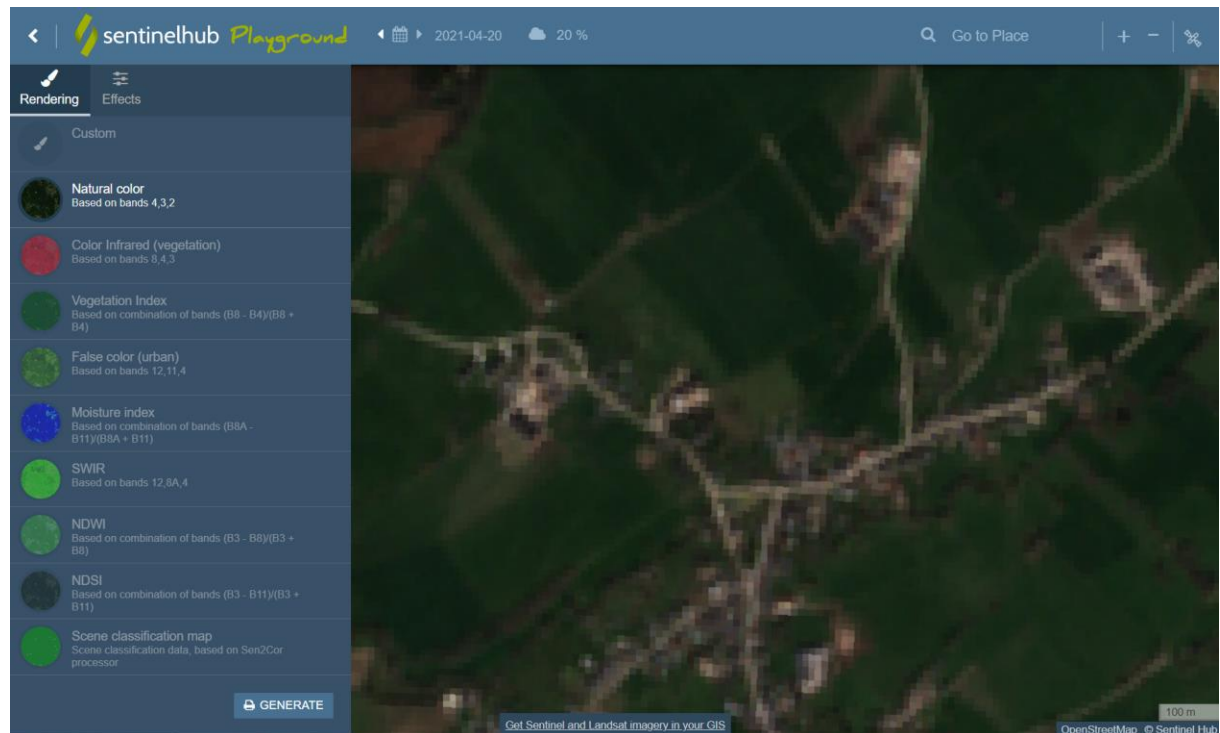 sentinelhub Playground
2021-04-20
20 %
Go to Place
Rendering
Effects
Custom
Natural color
Based on bands 4,3,2
Color Infrared (vegetation)
Based on bands 8,4,3
Vegetation Index
Based on combination of bands (B8 - B4)/(B8 +
B4)
False color (urban)
Based on bands 12,11,4
Moisture index
Based on combination of bands (B8A -
B11)/(B8A + B11)
SWIR
Based on bands 12,8A,4
NDWI
Based on combination of bands (B3 - B8)/(B3 +
B8)
NDSI
Based on combination of bands (B3 - B11)/(B3 +
B11)
Scene classification map
Scene classification data, based on Sen2Cor
processor
GENERATE
Get Sentinel and Landsat imagery in your GIS
100 m
OpenStreetMap © Sentinel Hub